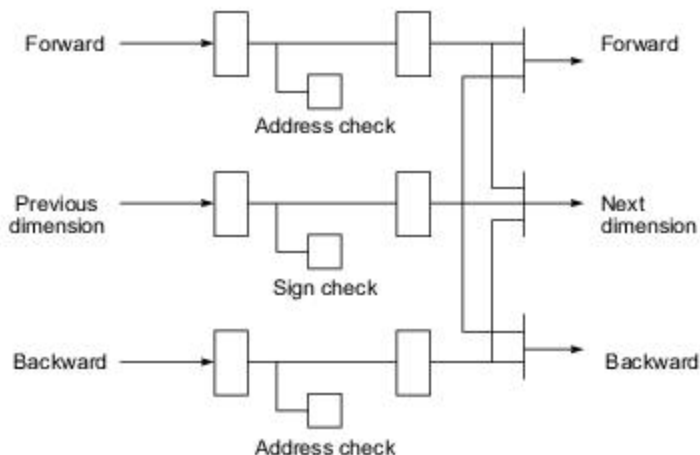 Forward
Forward
Address check
Previous
dimension
Next
dimension
Sign check
Backward
Backward
Address check